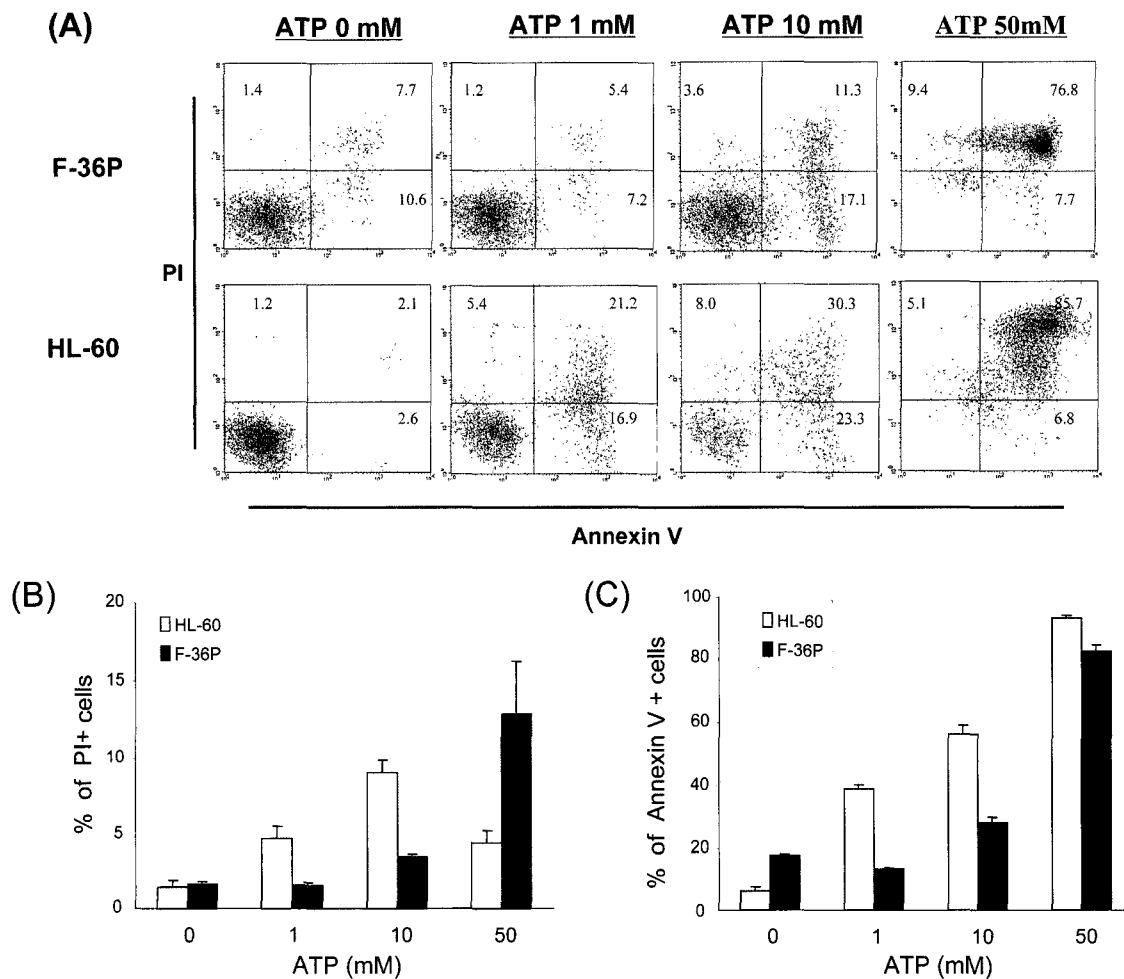 (A)
ATP 0 mM ATP 1 mM ATP 10 mM ATP 50mM
F-36P
1.4 7.7 1.2 5.4 3.6 11.3 9.4 76.8
10.6 7.2 17.1 7.7
PI
HL-60
1.2 2.1 5.4 21.2 8.0 30.3 5.1 85.7
2.6 16.9 23.3 6.8
Annexin V
(B)
% of PI+ cells
20
15
10
5
0
HL-60
F-36P
0 1 10 50
ATP (mM)
(C)
% of Annexin V + cells
100
80
60
40
20
0
HL-60
F-36P
0 1 10 50
ATP (mM)